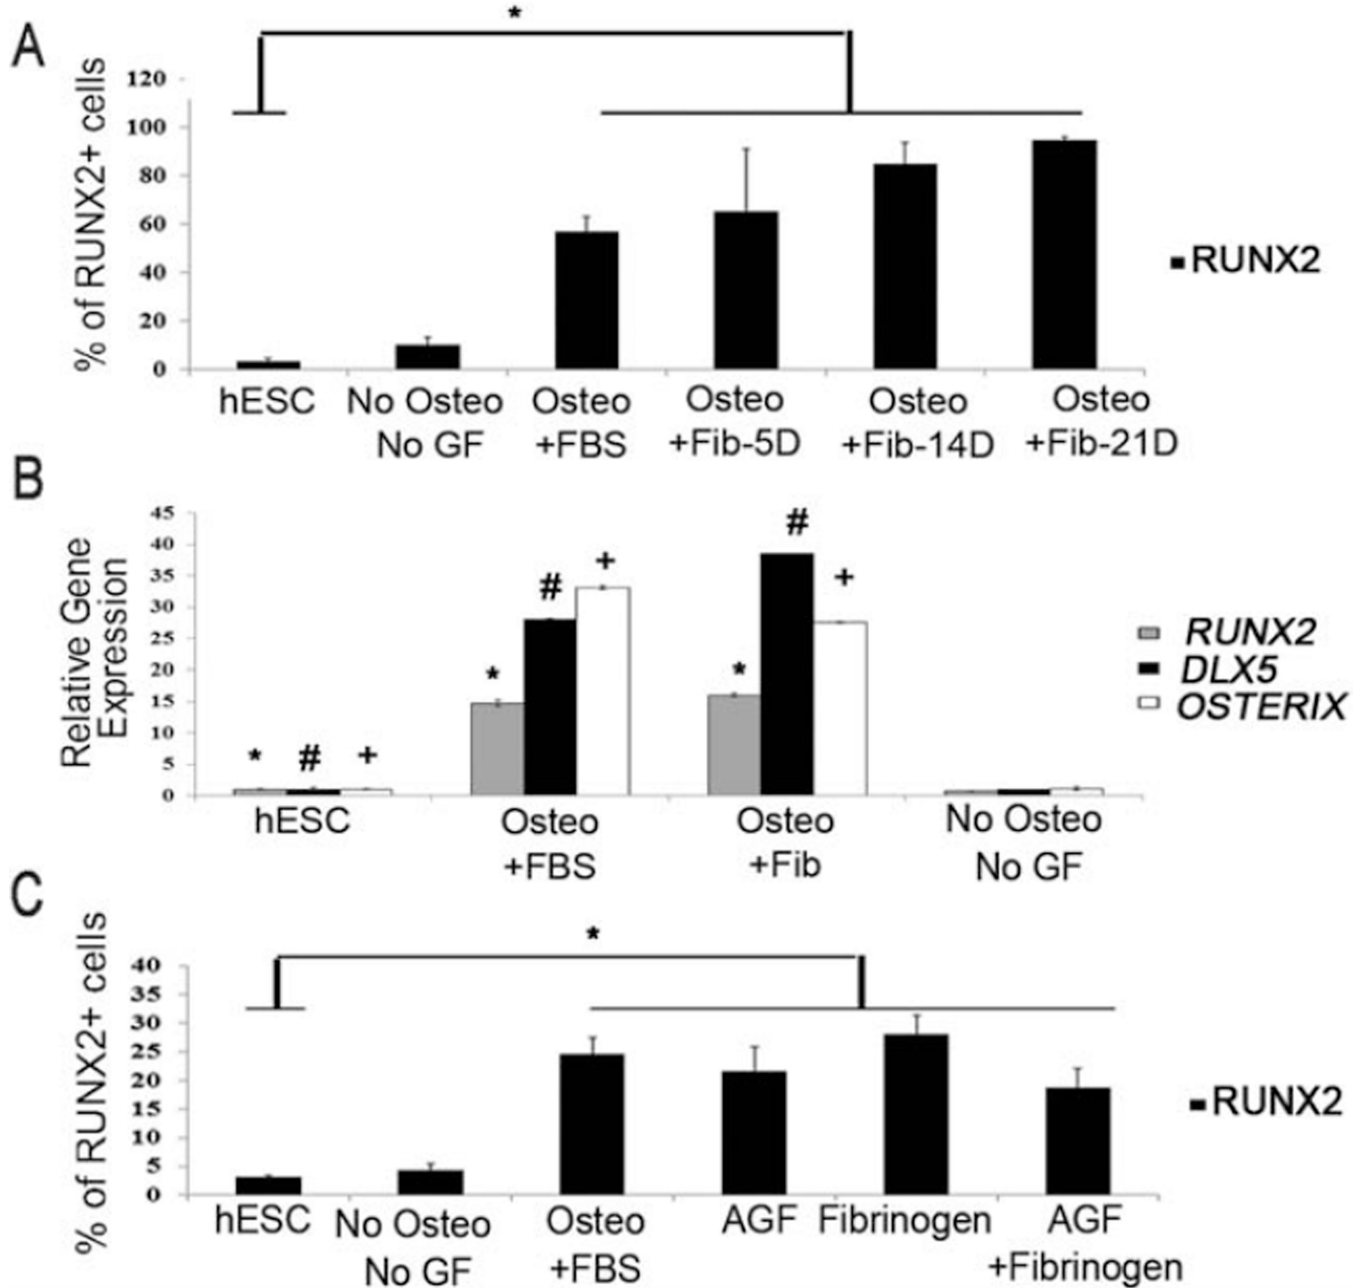 A
*
% of RUNX2+ cells
120
100
80
60
40
20
0
hESC No Osteo Osteo Osteo Osteo Osteo
No GF +FBS +Fib-5D +Fib-14D +Fib-21D
RUNX2
B
Relative Gene
Expression
45
40
35
30
25
20
15
10
5
0
* # +
* # +
* # +
hESC Osteo Osteo No Osteo
+FBS +Fib No GF
RUNX2
DLX5
OSTERIX
C
*
% of RUNX2+ cells
40
35
30
25
20
15
10
5
0
hESC No Osteo Osteo AGF Fibrinogen AGF
No GF +FBS +Fibrinogen
RUNX2